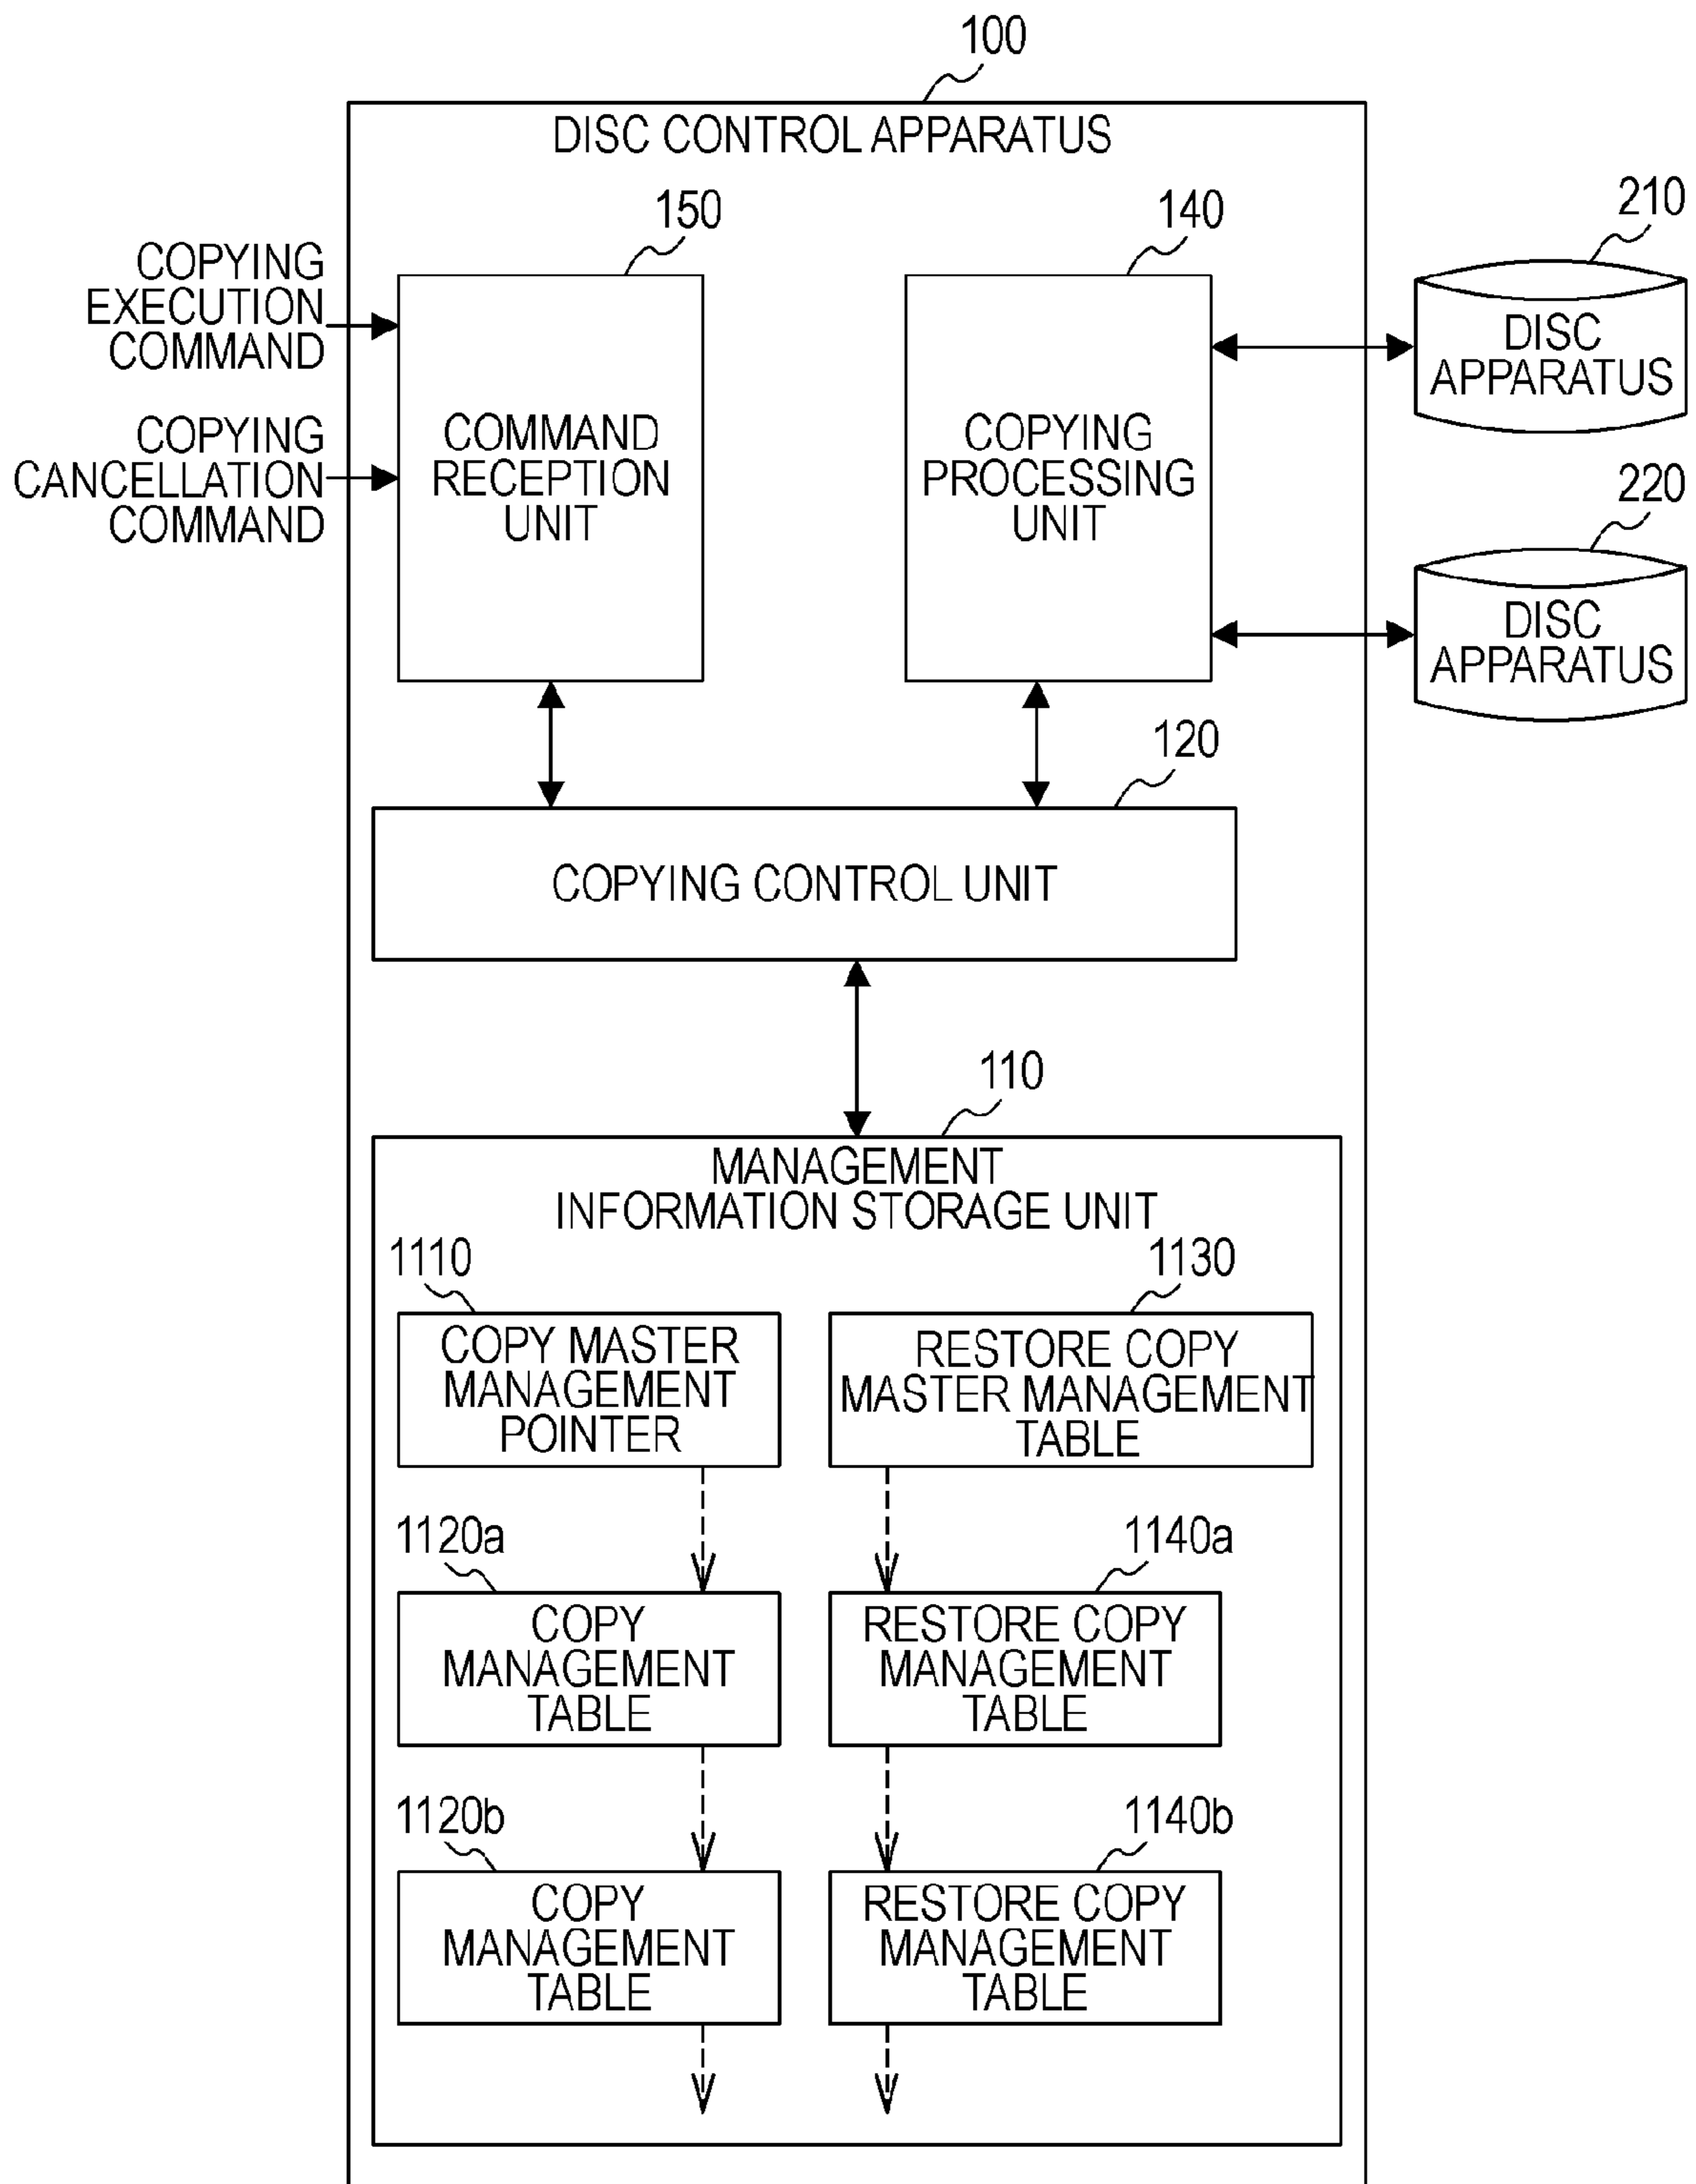 100
DISC CONTROL APPARATUS
150
140
210
COPYING
EXECUTION
COMMAND
COPYING
CANCELLATION
COMMAND
COMMAND
RECEPTION
UNIT
COPYING
PROCESSING
UNIT
DISC
APPARATUS
220
DISC
APPARATUS
120
COPYING CONTROL UNIT
110
MANAGEMENT
INFORMATION STORAGE UNIT
1110
1130
COPY MASTER
MANAGEMENT
POINTER
RESTORE COPY
MASTER MANAGEMENT
TABLE
1120a
1140a
COPY
MANAGEMENT
TABLE
RESTORE COPY
MANAGEMENT
TABLE
1120b
1140b
COPY
MANAGEMENT
TABLE
RESTORE COPY
MANAGEMENT
TABLE